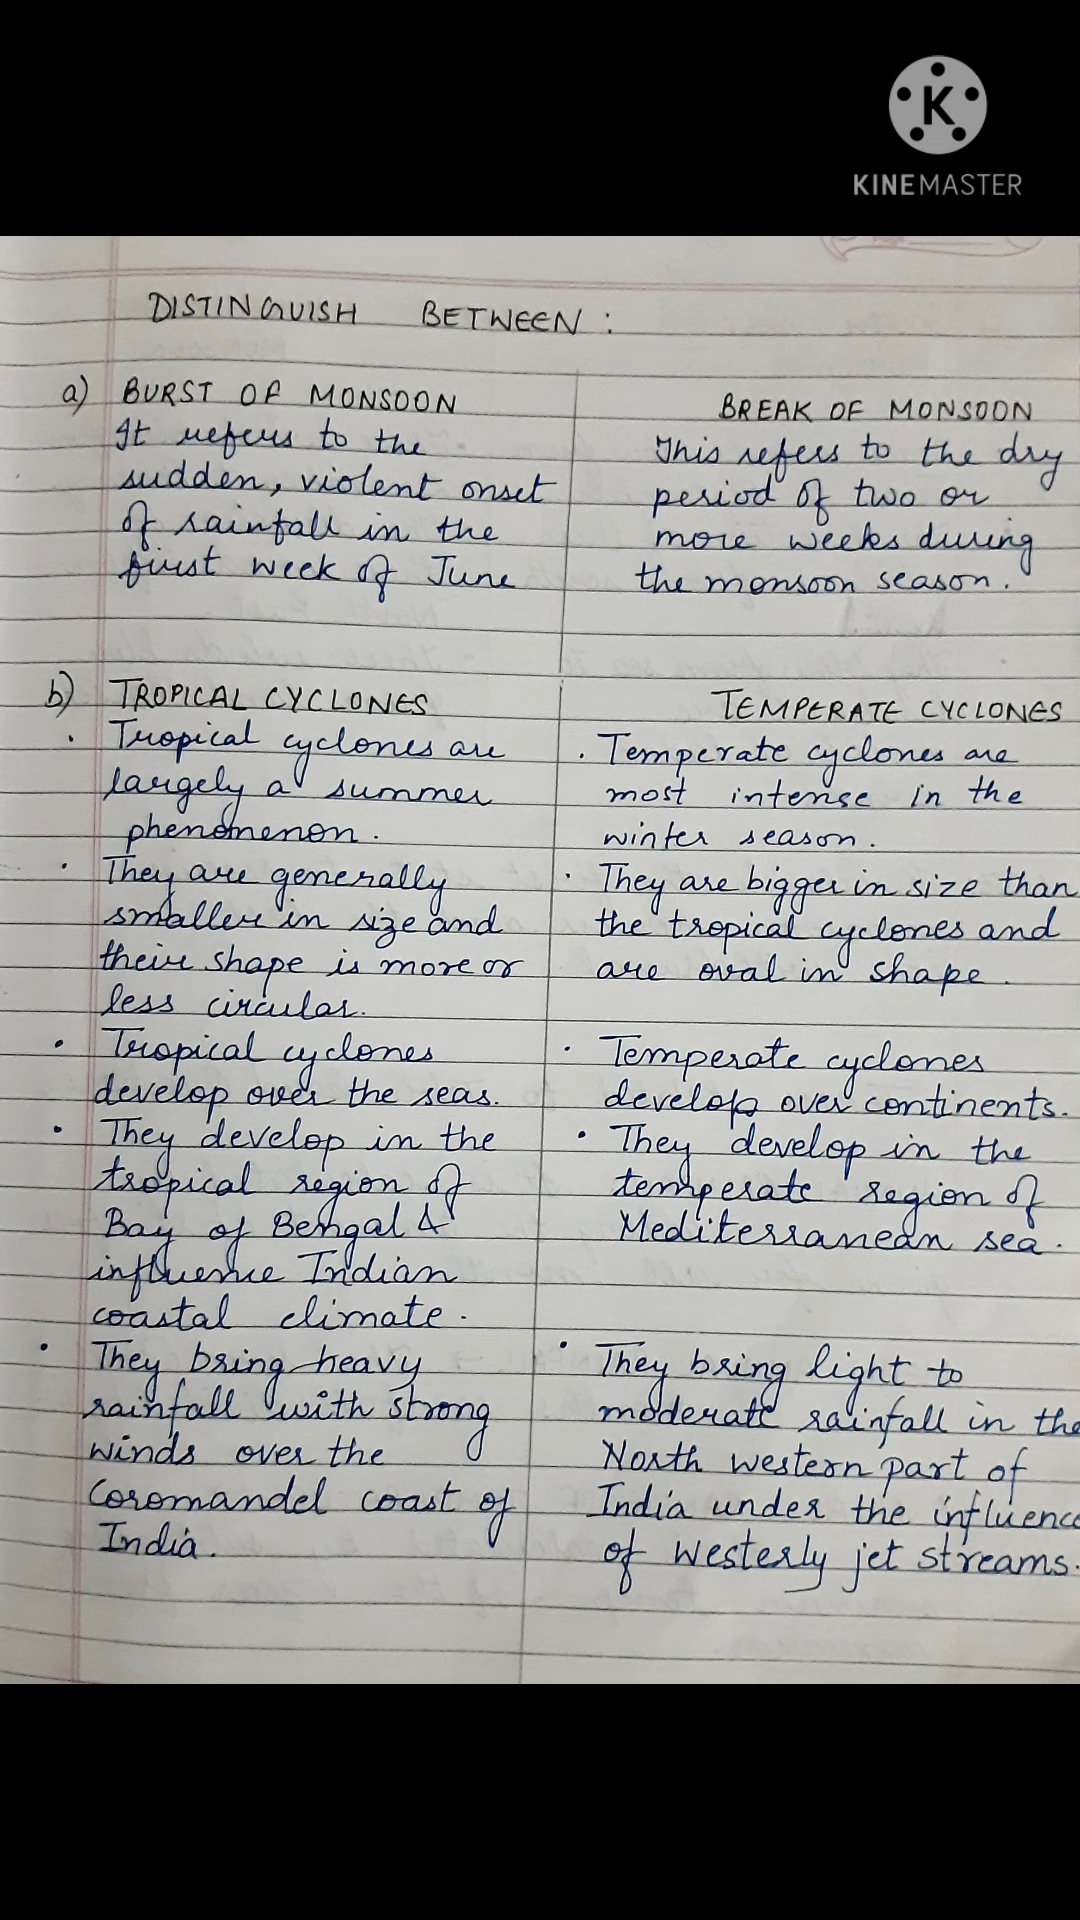 K
KINEMASTER
DISTINGUISH BETWEEN :
a) BURST OF MONSOON
It refers to the
sudden, violent onset
of rainfall in the
first week of June
BREAK OF MONSOON
This refers to the dry
period of two or
more weeks during
the monsoon season.
b) TROPICAL CYCLONES
· Tropical cyclones are
largely a summer
phenomenon.
· They are generally
smaller in size and
their shape is more or
less circular.
· Tropical cyclones
develop over the seas.
· They develop in the
tropical region of
Bay of Bengal &
influence Indian
coastal climate.
· They bring heavy
rainfall with strong
winds over the
Coromandel coast of
India.
TEMPERATE CYCLONES
· Temperate cyclones are
most intense in the
winter season.
· They are bigger in size than
the tropical cyclones and
are oval in shape.
· Temperate cyclones
develop over continents.
· They develop in the
temperate region of
Mediterranean sea.
· They bring light to
moderate rainfall in the
North western part of
India under the influence
of westerly jet streams.